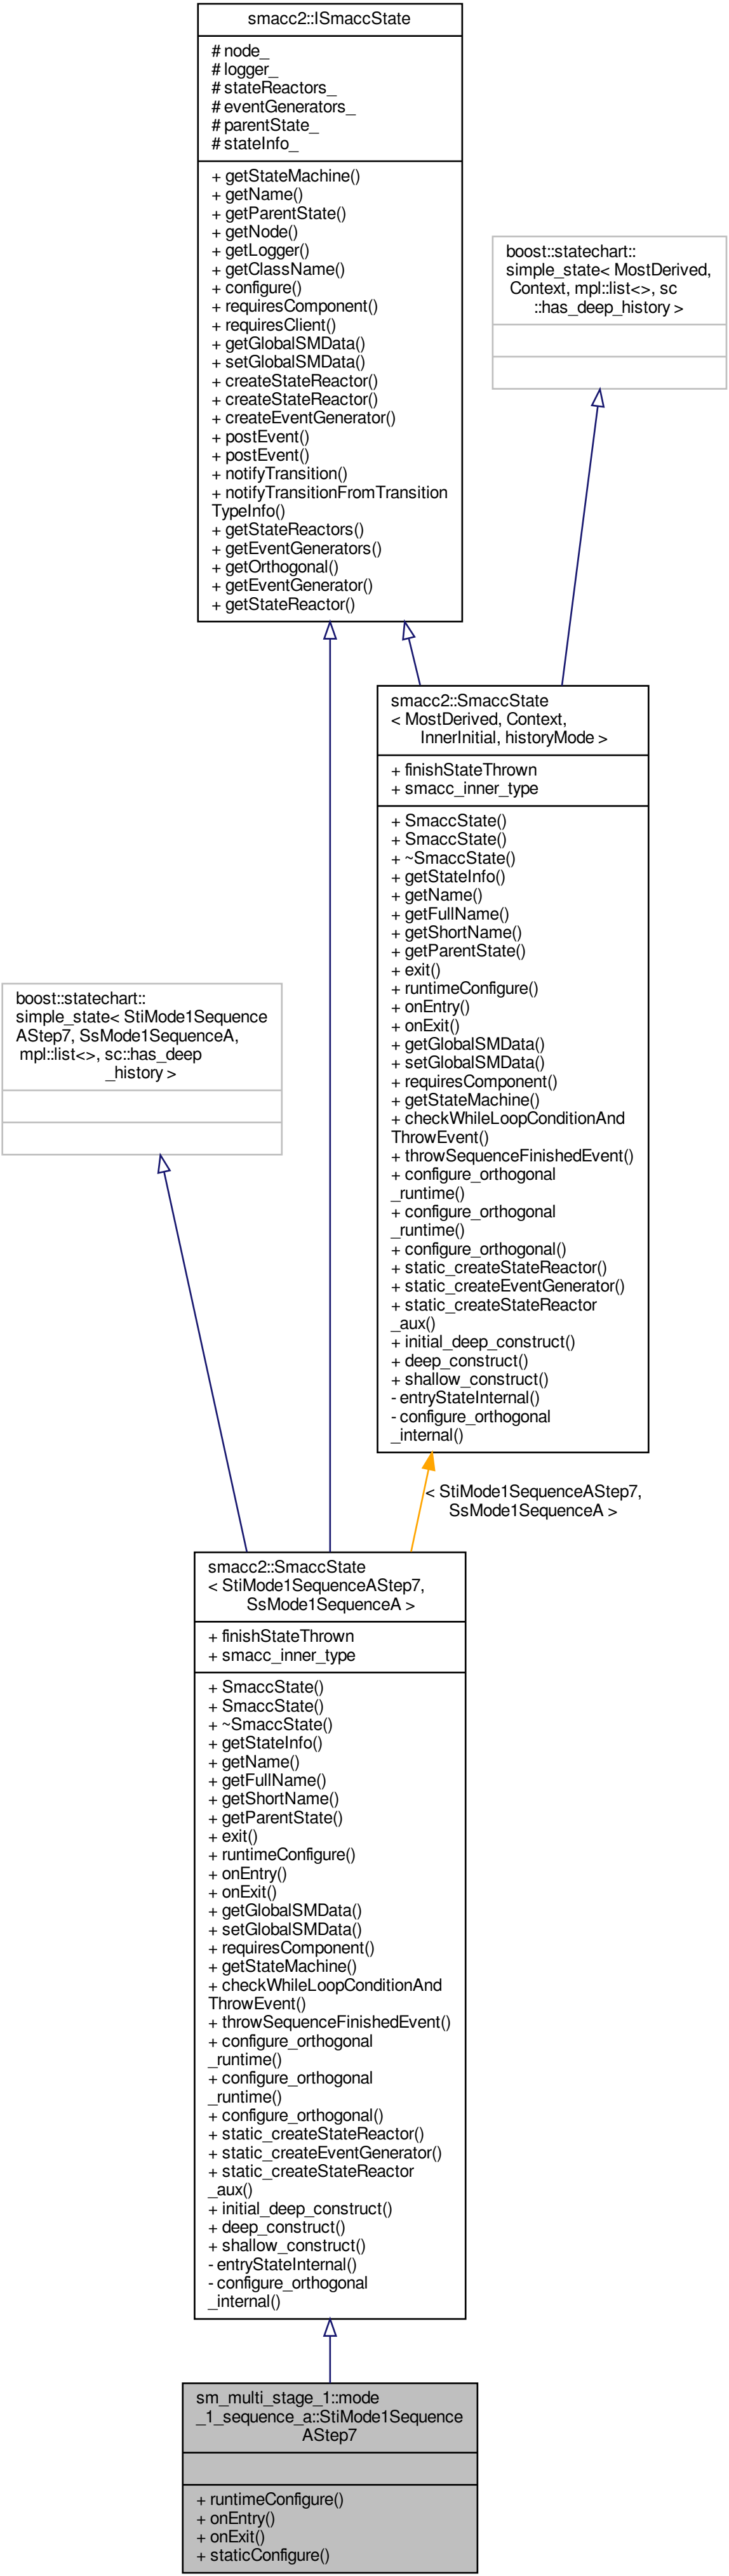 smacc2::ISmaccState
# node_
# logger_
# stateReactors_
# eventGenerators_
# parentState_
# stateInfo_
+ getStateMachine()
+ getName()
+ getParentState()
+ getNode()
+ getLogger()
+ getClassName()
+ configure()
+ requiresComponent()
+ requiresClient()
+ getGlobalSMData()
+ setGlobalSMData()
+ createStateReactor()
+ createStateReactor()
+ createEventGenerator()
+ postEvent()
+ postEvent()
+ notifyTransition()
+ notifyTransitionFromTransition
TypeInfo()
+ getStateReactors()
+ getEventGenerators()
+ getOrthogonal()
+ getEventGenerator()
+ getStateReactor()
boost::statechart::
simple_state< MostDerived,
Context, mpl::list<>, sc
::has_deep_history >
smacc2::SmaccState
< MostDerived, Context,
InnerInitial, historyMode >
+ finishStateThrown
+ smacc_inner_type
+ SmaccState()
+ SmaccState()
+ ~SmaccState()
+ getStateInfo()
+ getName()
+ getFullName()
+ getShortName()
+ getParentState()
+ exit()
+ runtimeConfigure()
+ onEntry()
+ onExit()
+ getGlobalSMData()
+ setGlobalSMData()
+ requiresComponent()
+ getStateMachine()
+ checkWhileLoopConditionAnd
ThrowEvent()
+ throwSequenceFinishedEvent()
+ configure_orthogonal
_runtime()
+ configure_orthogonal
_runtime()
+ configure_orthogonal()
+ static_createStateReactor()
+ static_createEventGenerator()
+ static_createStateReactor
_aux()
+ initial_deep_construct()
+ deep_construct()
+ shallow_construct()
- entryStateInternal()
- configure_orthogonal
_internal()
boost::statechart::
simple_state< StiMode1Sequence
AStep7, SsMode1SequenceA,
mpl::list<>, sc::has_deep
_history >
< StiMode1SequenceAStep7,
SsMode1SequenceA >
smacc2::SmaccState
< StiMode1SequenceAStep7,
SsMode1SequenceA >
+ finishStateThrown
+ smacc_inner_type
+ SmaccState()
+ SmaccState()
+ ~SmaccState()
+ getStateInfo()
+ getName()
+ getFullName()
+ getShortName()
+ getParentState()
+ exit()
+ runtimeConfigure()
+ onEntry()
+ onExit()
+ getGlobalSMData()
+ setGlobalSMData()
+ requiresComponent()
+ getStateMachine()
+ checkWhileLoopConditionAnd
ThrowEvent()
+ throwSequenceFinishedEvent()
+ configure_orthogonal
_runtime()
+ configure_orthogonal
_runtime()
+ configure_orthogonal()
+ static_createStateReactor()
+ static_createEventGenerator()
+ static_createStateReactor
_aux()
+ initial_deep_construct()
+ deep_construct()
+ shallow_construct()
- entryStateInternal()
- configure_orthogonal
_internal()
sm_multi_stage_1::mode
_1_sequence_a::StiMode1Sequence
AStep7
+ runtimeConfigure()
+ onEntry()
+ onExit()
+ staticConfigure()